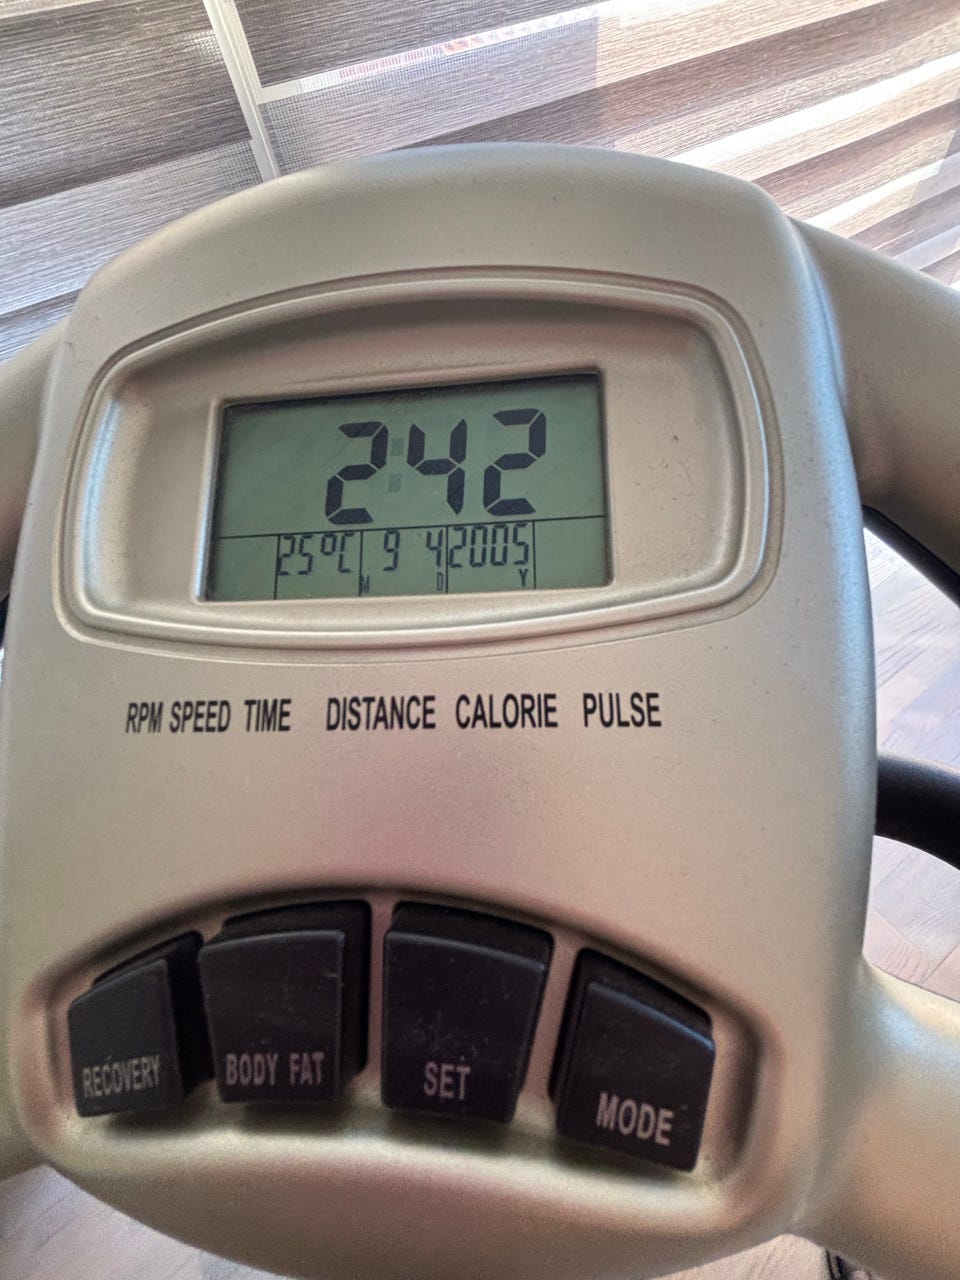 2:42
25°C 9 4 2005
M D Y
RPM SPEED TIME DISTANCE CALORIE PULSE
RECOVERY BODY FAT SET MODE